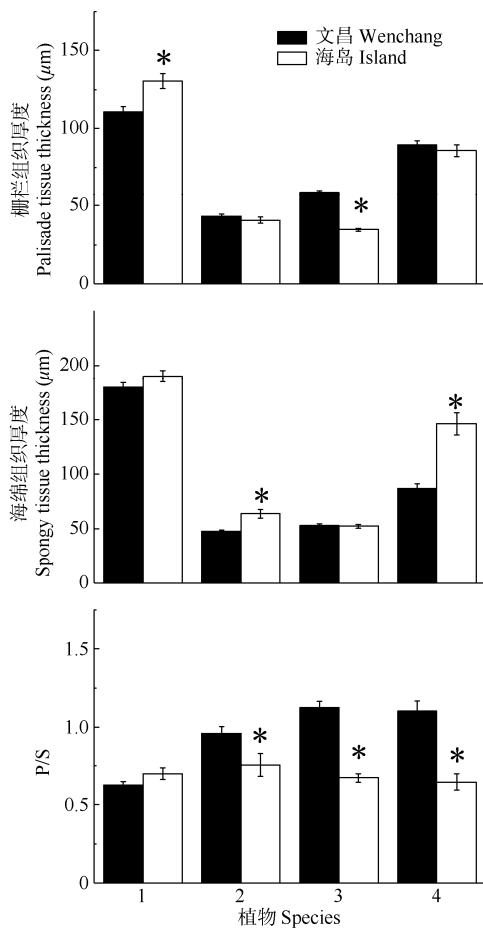 文昌 Wenchang
海岛 Island
栅栏组织厚度
Palisade tissue thickness (μm)
150
100
50
0
*
*
海绵组织厚度
Spongy tissue thickness (μm)
200
150
100
50
0
*
*
P/S
1.5
1.0
0.5
0
*
*
*
1 2 3 4
植物 Species